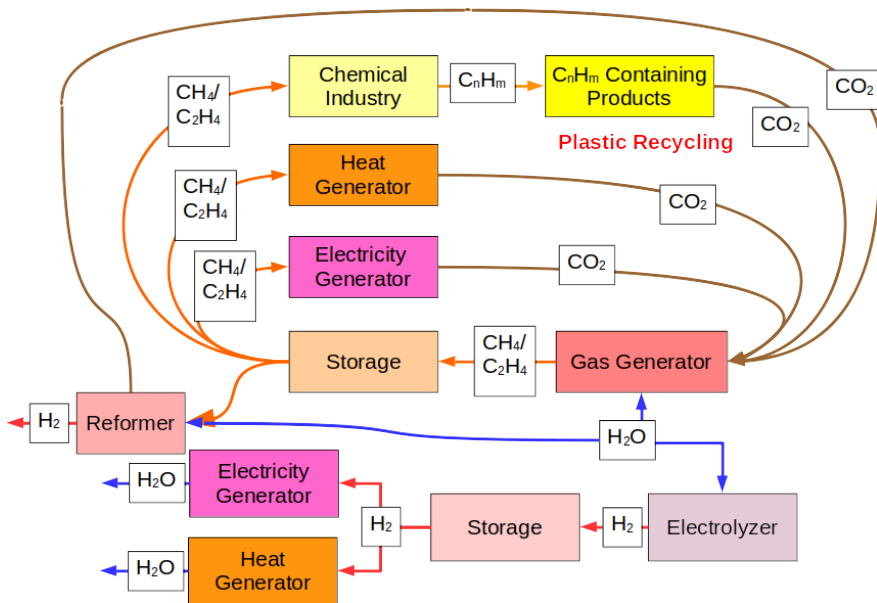 CH₄/
C₂H₄
Chemical
Industry
CₙHₘ
CₙHₘ Containing
Products
CO₂
CO₂
Plastic Recycling
CH₄/
C₂H₄
Heat
Generator
CO₂
CH₄/
C₂H₄
Electricity
Generator
CO₂
Storage
CH₄/
C₂H₄
Gas Generator
H₂
Reformer
H₂O
H₂O
Electricity
Generator
H₂
Storage
H₂
Electrolyzer
H₂O
Heat
Generator